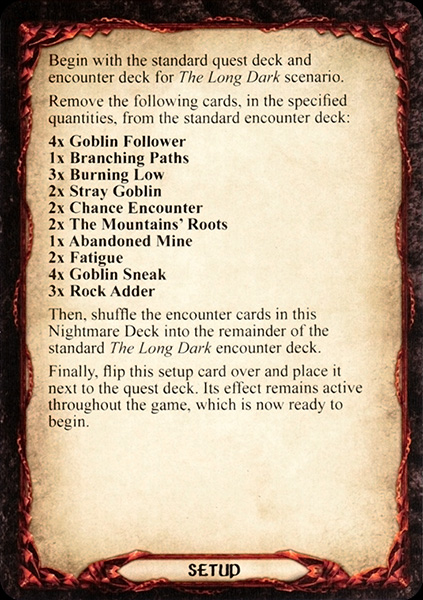 Begin with the standard quest deck and
encounter deck for The Long Dark scenario.
Remove the following cards, in the specified
quantities, from the standard encounter deck:
4x Goblin Follower
1x Branching Paths
3x Burning Low
2x Stray Goblin
2x Chance Encounter
2x The Mountains' Roots
1x Abandoned Mine
2x Fatigue
4x Goblin Sneak
3x Rock Adder
Then, shuffle the encounter cards in this
Nightmare Deck into the remainder of the
standard The Long Dark encounter deck.
Finally, flip this setup card over and place it
next to the quest deck. Its effect remains active
throughout the game, which is now ready to
begin.
SETUP